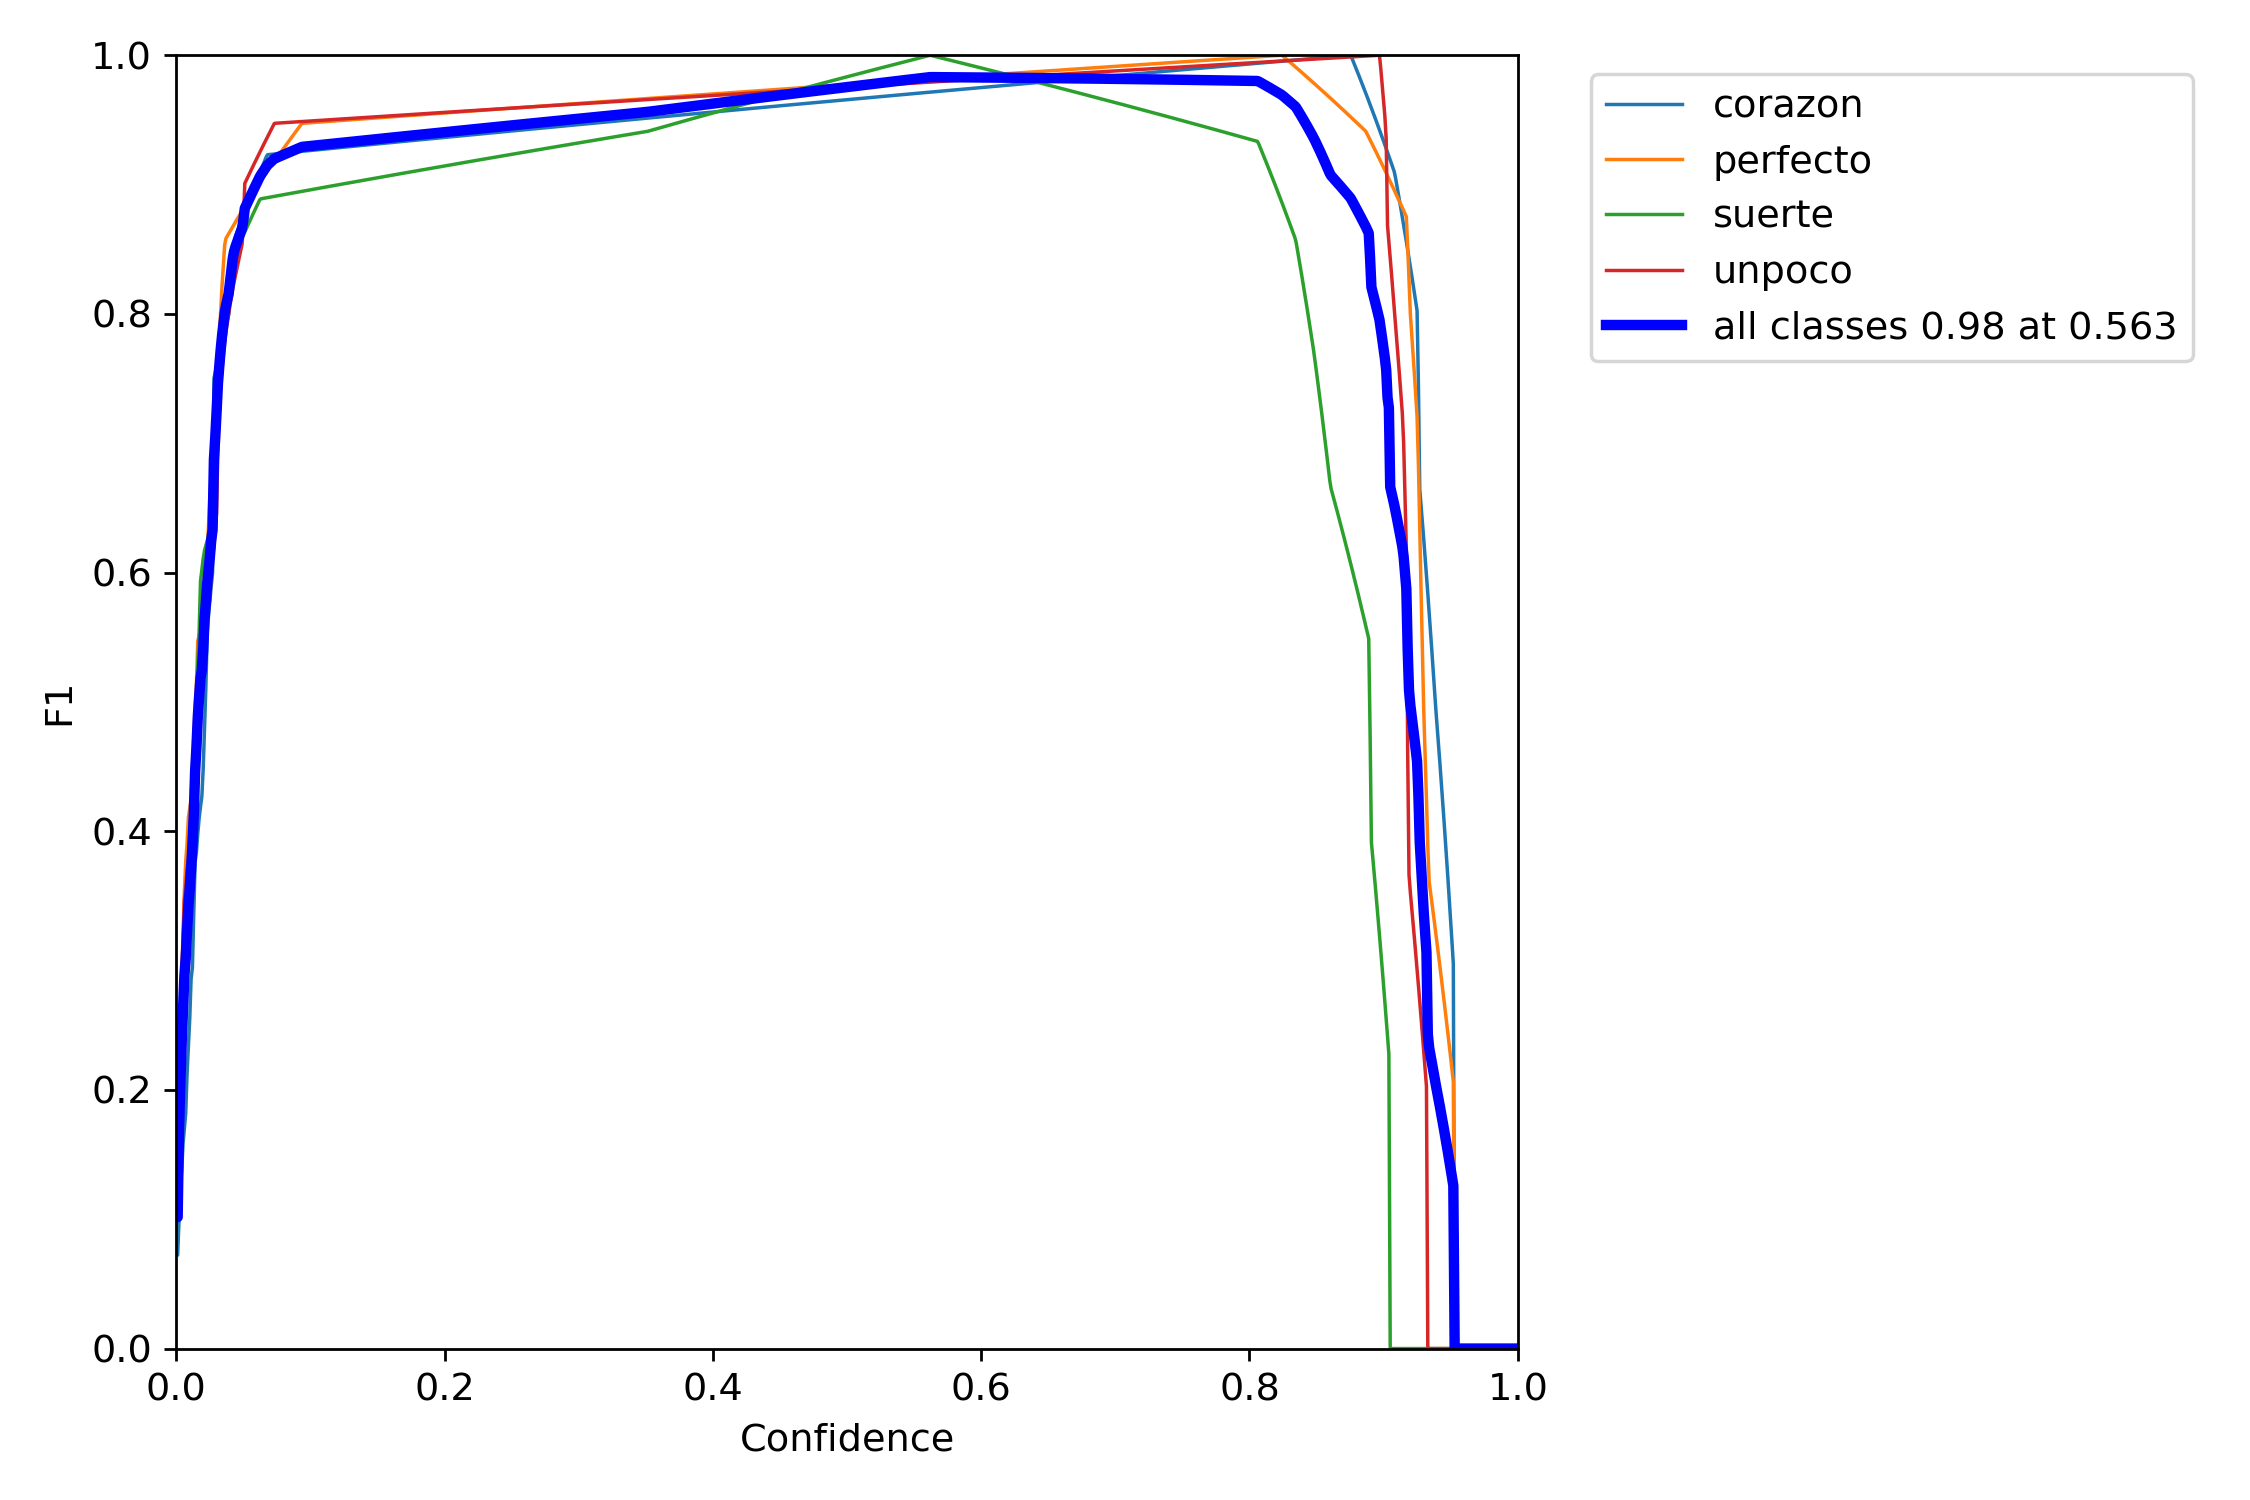 1.0
0.8
0.6
0.4
0.2
0.0
F1
0.0 0.2 0.4 0.6 0.8 1.0
Confidence
corazon
perfecto
suerte
unpoco
all classes 0.98 at 0.563